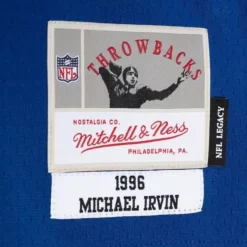 THROWBACKS
NFL
NOSTALGIA CO.
Mitchell & Ness
PHILADELPHIA, PA.
NFL LEGACY
1996
MICHAEL IRVIN